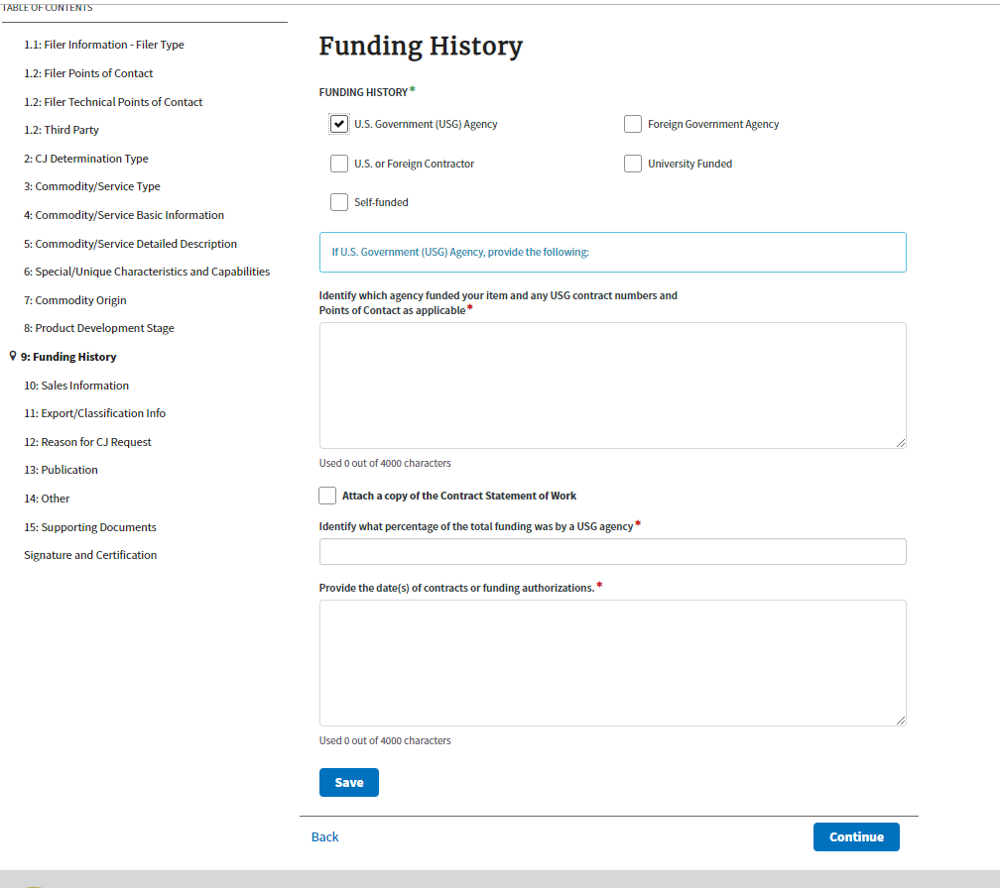 TABLE OF CONTENTS
1.1: Filer Information - Filer Type
1.2: Filer Points of Contact
1.2: Filer Technical Points of Contact
1.2: Third Party
2: CJ Determination Type
3: Commodity/Service Type
4: Commodity/Service Basic Information
5: Commodity/Service Detailed Description
6: Special/Unique Characteristics and Capabilities
7: Commodity Origin
8: Product Development Stage
9: Funding History
10: Sales Information
11: Export/Classification Info
12: Reason for CJ Request
13: Publication
14: Other
15: Supporting Documents
Signature and Certification
Funding History
FUNDING HISTORY*
U.S. Government (USG) Agency
Foreign Government Agency
U.S. or Foreign Contractor
University Funded
Self-funded
If U.S. Government (USG) Agency, provide the following:
Identify which agency funded your item and any USG contract numbers and
Points of Contact as applicable*
Used 0 out of 4000 characters
Attach a copy of the Contract Statement of Work
Identify what percentage of the total funding was by a USG agency*
Provide the date(s) of contracts or funding authorizations.*
Used 0 out of 4000 characters
Save
Back
Continue